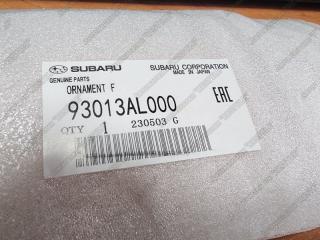 SUBARU
GENUINE PARTS
SUBARU CORPORATION
MADE IN JAPAN
ORNAMENT F
93013AL000
EAC
QTY 1 230503 G